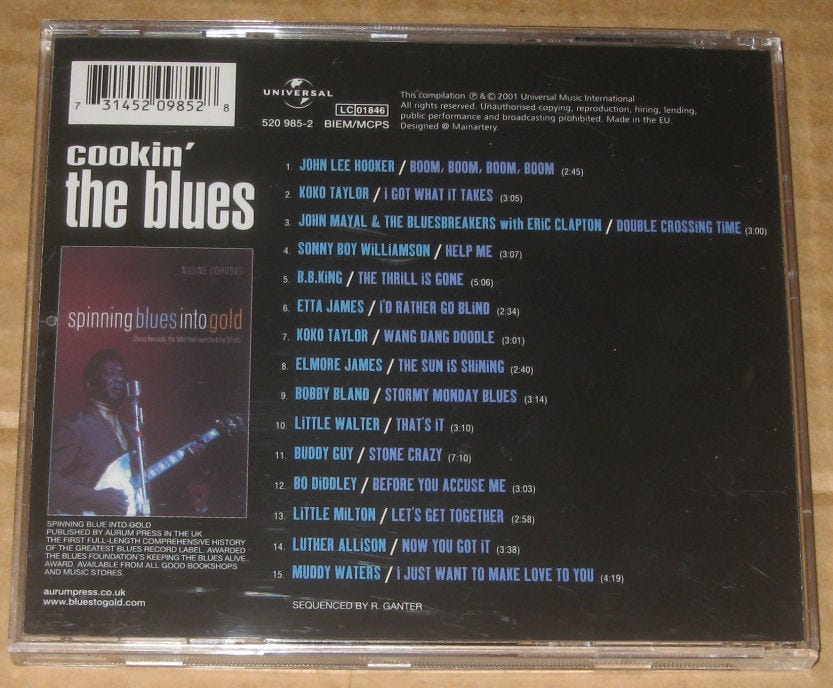 7 31452 09852 8
UNIVERSAL
LC 01846
520 985-2 BIEM/MCPS
This compilation Ⓟ & © 2001 Universal Music International
All rights reserved. Unauthorised copying, reproduction, hiring, lending,
public performance and broadcasting prohibited. Made in the EU.
Designed @ Mainartery.
cookin'
the blues
1. JOHN LEE HOOKER / BOOM, BOOM, BOOM, BOOM (2:45)
2. KOKO TAYLOR / I GOT WHAT IT TAKES (3:05)
3. JOHN MAYAL & THE BLUESBREAKERS with ERIC CLAPTON / DOUBLE CROSSING TIME (3:00)
4. SONNY BOY WILLIAMSON / HELP ME (3:07)
5. B.B.KING / THE THRILL IS GONE (5:06)
6. ETTA JAMES / I'D RATHER GO BLIND (2:34)
7. KOKO TAYLOR / WANG DANG DOODLE (3:01)
8. ELMORE JAMES / THE SUN IS SHINING (2:40)
9. BOBBY BLAND / STORMY MONDAY BLUES (3:14)
10. LITTLE WALTER / THAT'S IT (3:10)
11. BUDDY GUY / STONE CRAZY (7:10)
12. BO DIDDLEY / BEFORE YOU ACCUSE ME (3:03)
13. LITTLE MILTON / LET'S GET TOGETHER (2:58)
14. LUTHER ALLISON / NOW YOU GOT IT (3:38)
15. MUDDY WATERS / I JUST WANT TO MAKE LOVE TO YOU (4:19)
SEQUENCED BY R. GANTER
NADINE COHODAS
spinning blues into gold
Chess Records: the label that launched the blues
SPINNING BLUE INTO GOLD
PUBLISHED BY AURUM PRESS IN THE UK
THE FIRST FULL-LENGTH COMPREHENSIVE HISTORY
OF THE GREATEST BLUES RECORD LABEL. AWARDED
THE BLUES FOUNDATION'S KEEPING THE BLUES ALIVE
AWARD. AVAILABLE FROM ALL GOOD BOOKSHOPS
AND MUSIC STORES.
aurumpress.co.uk
www.bluestogold.com